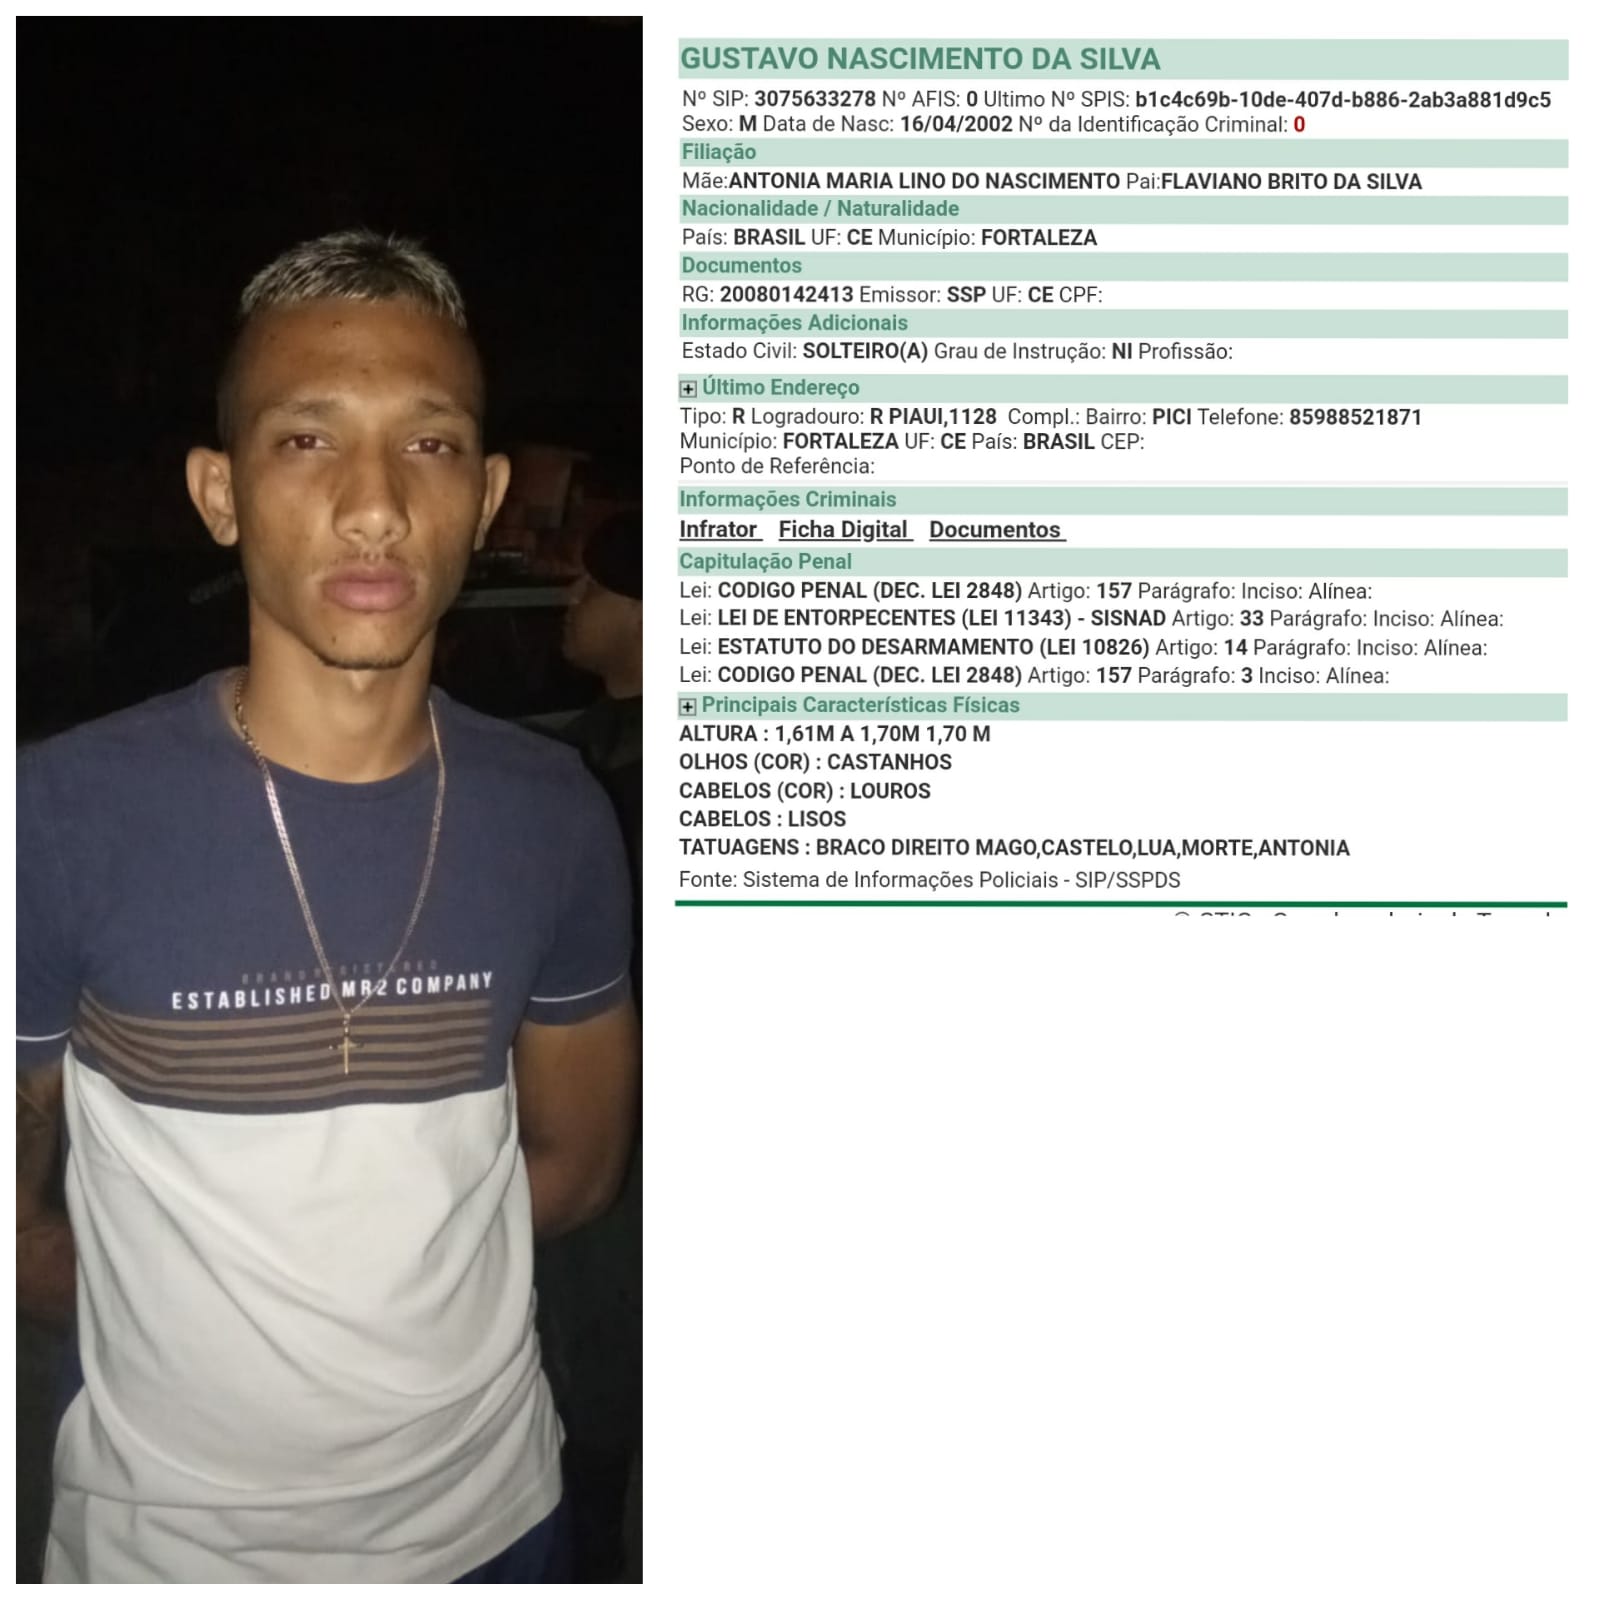 BRAND REGISTERED
ESTABLISHED MR2 COMPANY
GUSTAVO NASCIMENTO DA SILVA
Nº SIP: 3075633278 Nº AFIS: 0 Ultimo Nº SPIS: b1c4c69b-10de-407d-b886-2ab3a881d9c5
Sexo: M Data de Nasc: 16/04/2002 Nº da Identificação Criminal: 0
Filiação
Mãe:ANTONIA MARIA LINO DO NASCIMENTO Pai:FLAVIANO BRITO DA SILVA
Nacionalidade / Naturalidade
País: BRASIL UF: CE Município: FORTALEZA
Documentos
RG: 20080142413 Emissor: SSP UF: CE CPF:
Informações Adicionais
Estado Civil: SOLTEIRO(A) Grau de Instrução: NI Profissão:
Último Endereço
Tipo: R Logradouro: R PIAUI,1128 Compl.: Bairro: PICI Telefone: 85988521871
Município: FORTALEZA UF: CE País: BRASIL CEP:
Ponto de Referência:
Informações Criminais
Infrator Ficha Digital Documentos
Capitulação Penal
Lei: CODIGO PENAL (DEC. LEI 2848) Artigo: 157 Parágrafo: Inciso: Alínea:
Lei: LEI DE ENTORPECENTES (LEI 11343) - SISNAD Artigo: 33 Parágrafo: Inciso: Alínea:
Lei: ESTATUTO DO DESARMAMENTO (LEI 10826) Artigo: 14 Parágrafo: Inciso: Alínea:
Lei: CODIGO PENAL (DEC. LEI 2848) Artigo: 157 Parágrafo: 3 Inciso: Alínea:
Principais Características Físicas
ALTURA : 1,61M A 1,70M 1,70 M
OLHOS (COR) : CASTANHOS
CABELOS (COR) : LOUROS
CABELOS : LISOS
TATUAGENS : BRACO DIREITO MAGO,CASTELO,LUA,MORTE,ANTONIA
Fonte: Sistema de Informações Policiais - SIP/SSPDS